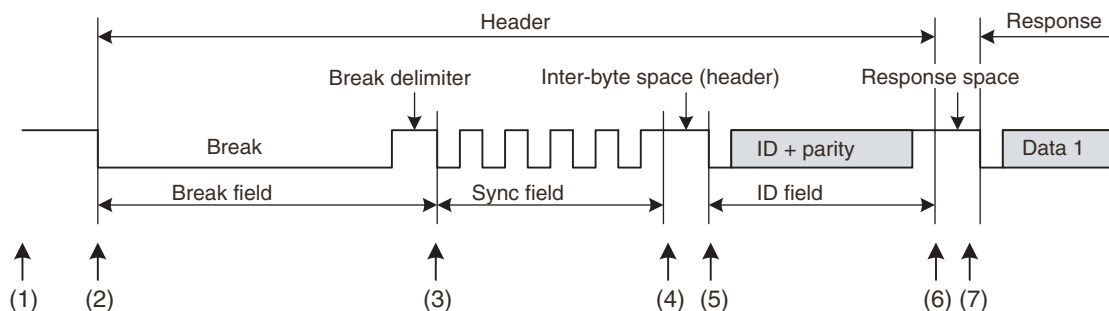 Header
Response
Break delimiter
Inter-byte space (header)
Response space
Break
ID + parity
Data 1
Break field
Sync field
ID field
(1)
(2)
(3)
(4)
(5)
(6)
(7)